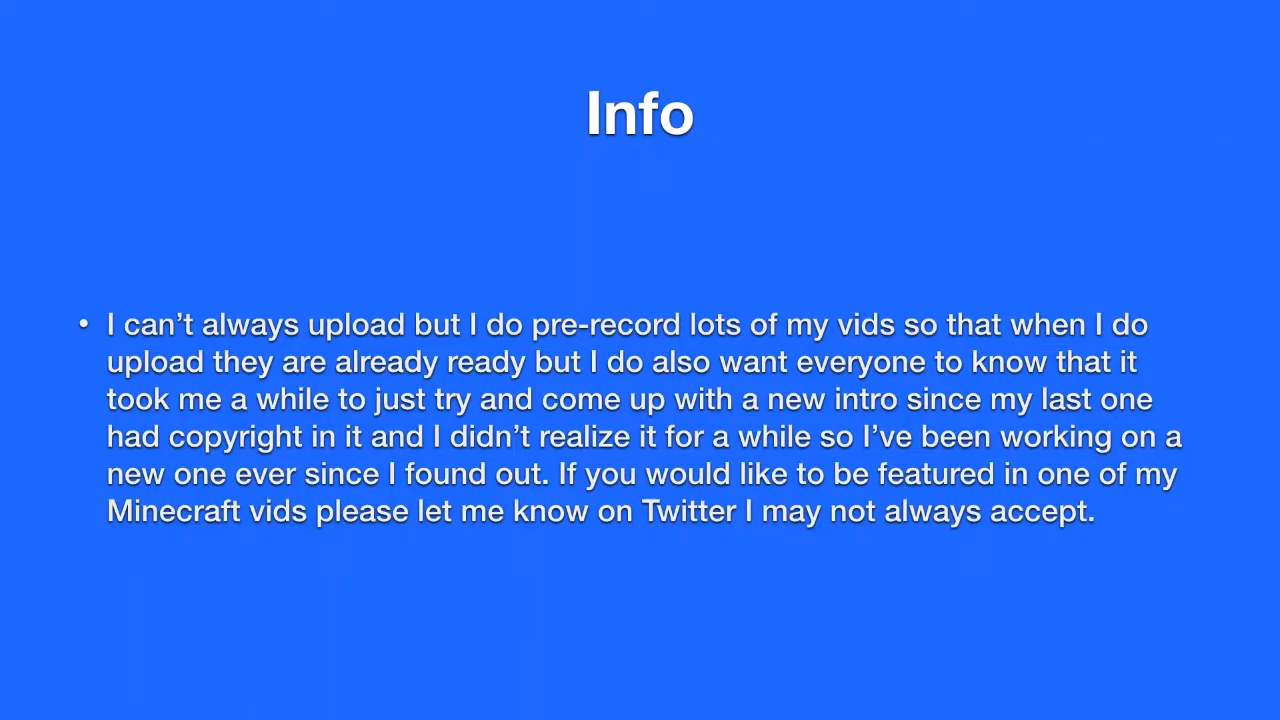 Info
• I can’t always upload but I do pre-record lots of my vids so that when I do
upload they are already ready but I do also want everyone to know that it
took me a while to just try and come up with a new intro since my last one
had copyright in it and I didn’t realize it for a while so I’ve been working on a
new one ever since I found out. If you would like to be featured in one of my
Minecraft vids please let me know on Twitter I may not always accept.